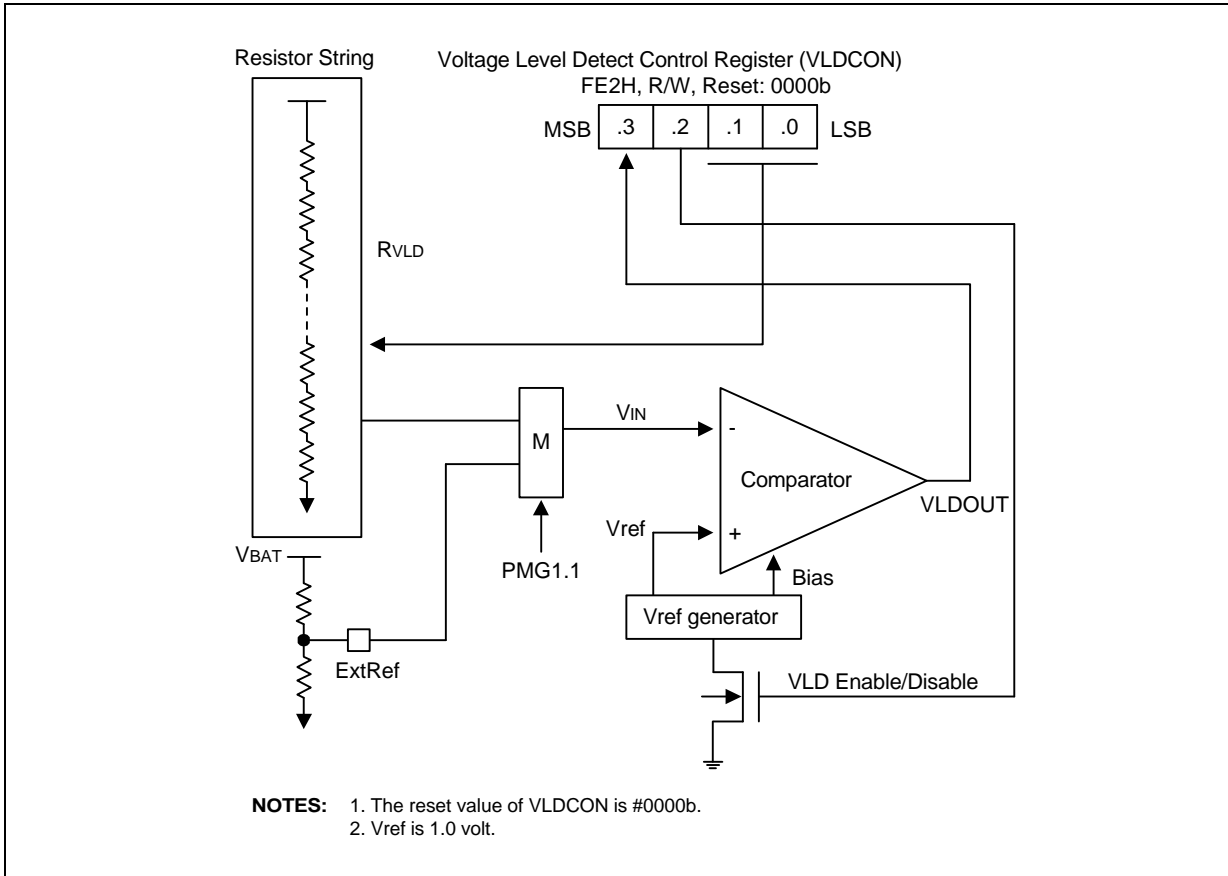 Resistor String
Voltage Level Detect Control Register (VLDCON)
FE2H, R/W, Reset: 0000b
MSB .3 .2 .1 .0 LSB
RVLD
VIN
M
-
Comparator
VLDOUT
Vref
+
VBAT
PMG1.1
Bias
Vref generator
ExtRef
VLD Enable/Disable
NOTES: 1. The reset value of VLDCON is #0000b.
2. Vref is 1.0 volt.